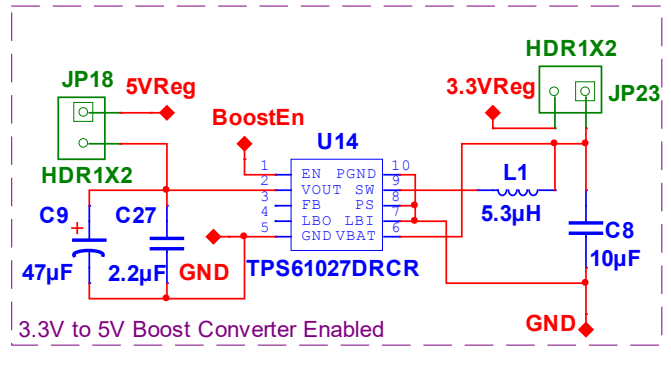 HDR1X2
JP18
5VReg
3.3VReg
JP23
BoostEn
U14
HDR1X2
1
EN
PGND
10
2
VOUT
SW
9
3
FB
PS
8
4
LBO
LBI
7
5
GND
VBAT
6
L1
5.3µH
C9
+
C27
47µF
2.2µF
GND
TPS61027DRCR
C8
10µF
GND
3.3V to 5V Boost Converter Enabled